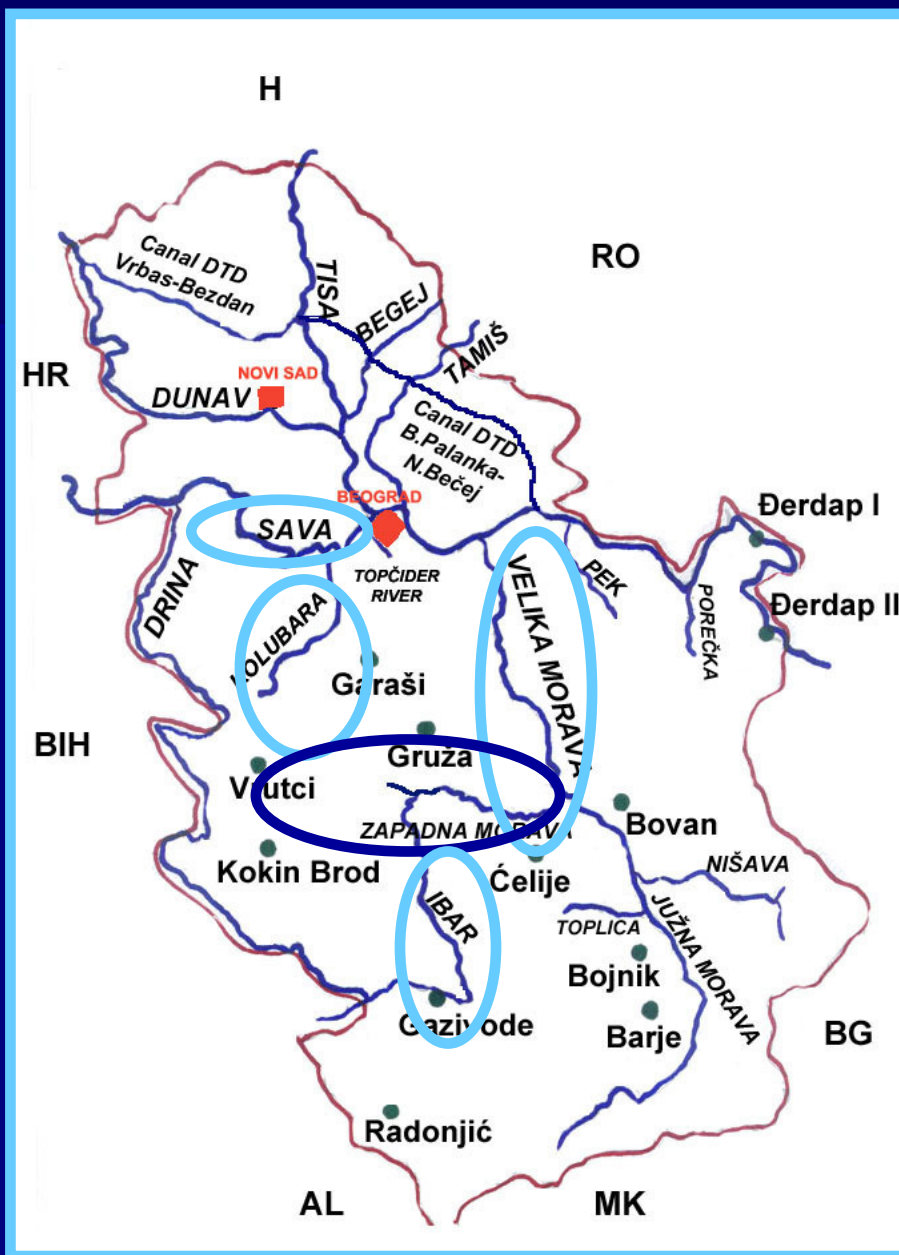 H
RO
Canal DTD
Vrbas-Bezdan
TISA
BEGEJ
TAMIŠ
HR
NOVI SAD
DUNAV
Canal DTD
B.Palanka-
N.Bečej
BEOGRAD
SAVA
Đerdap I
TOPČIDER
RIVER
PEK
DRINA
VELIKA MORAVA
POREČKA
Đerdap II
KOLUBARA
Garaši
BIH
Gruža
Vrutci
ZAPADNA MORAVA
Bovan
Kokin Brod
Ćelije
NIŠAVA
IBAR
TOPLICA
JUŽNA MORAVA
Bojnik
Gazivode
Barje
BG
Radonjić
AL
MK